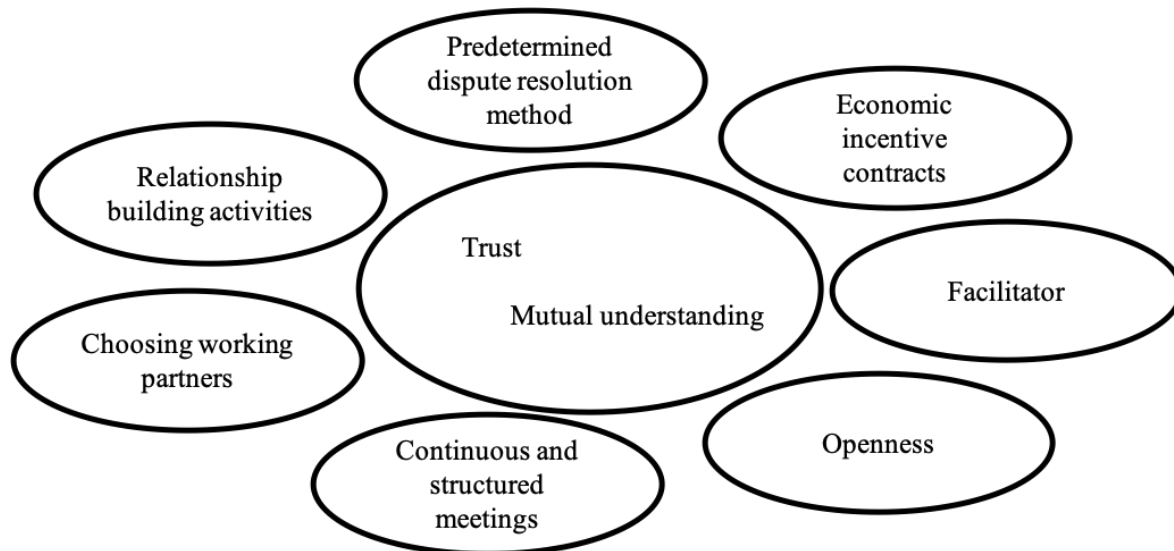 Predetermined
dispute resolution
method
Economic
incentive
contracts
Relationship
building activities
Trust
Mutual understanding
Facilitator
Choosing working
partners
Openness
Continuous and
structured
meetings